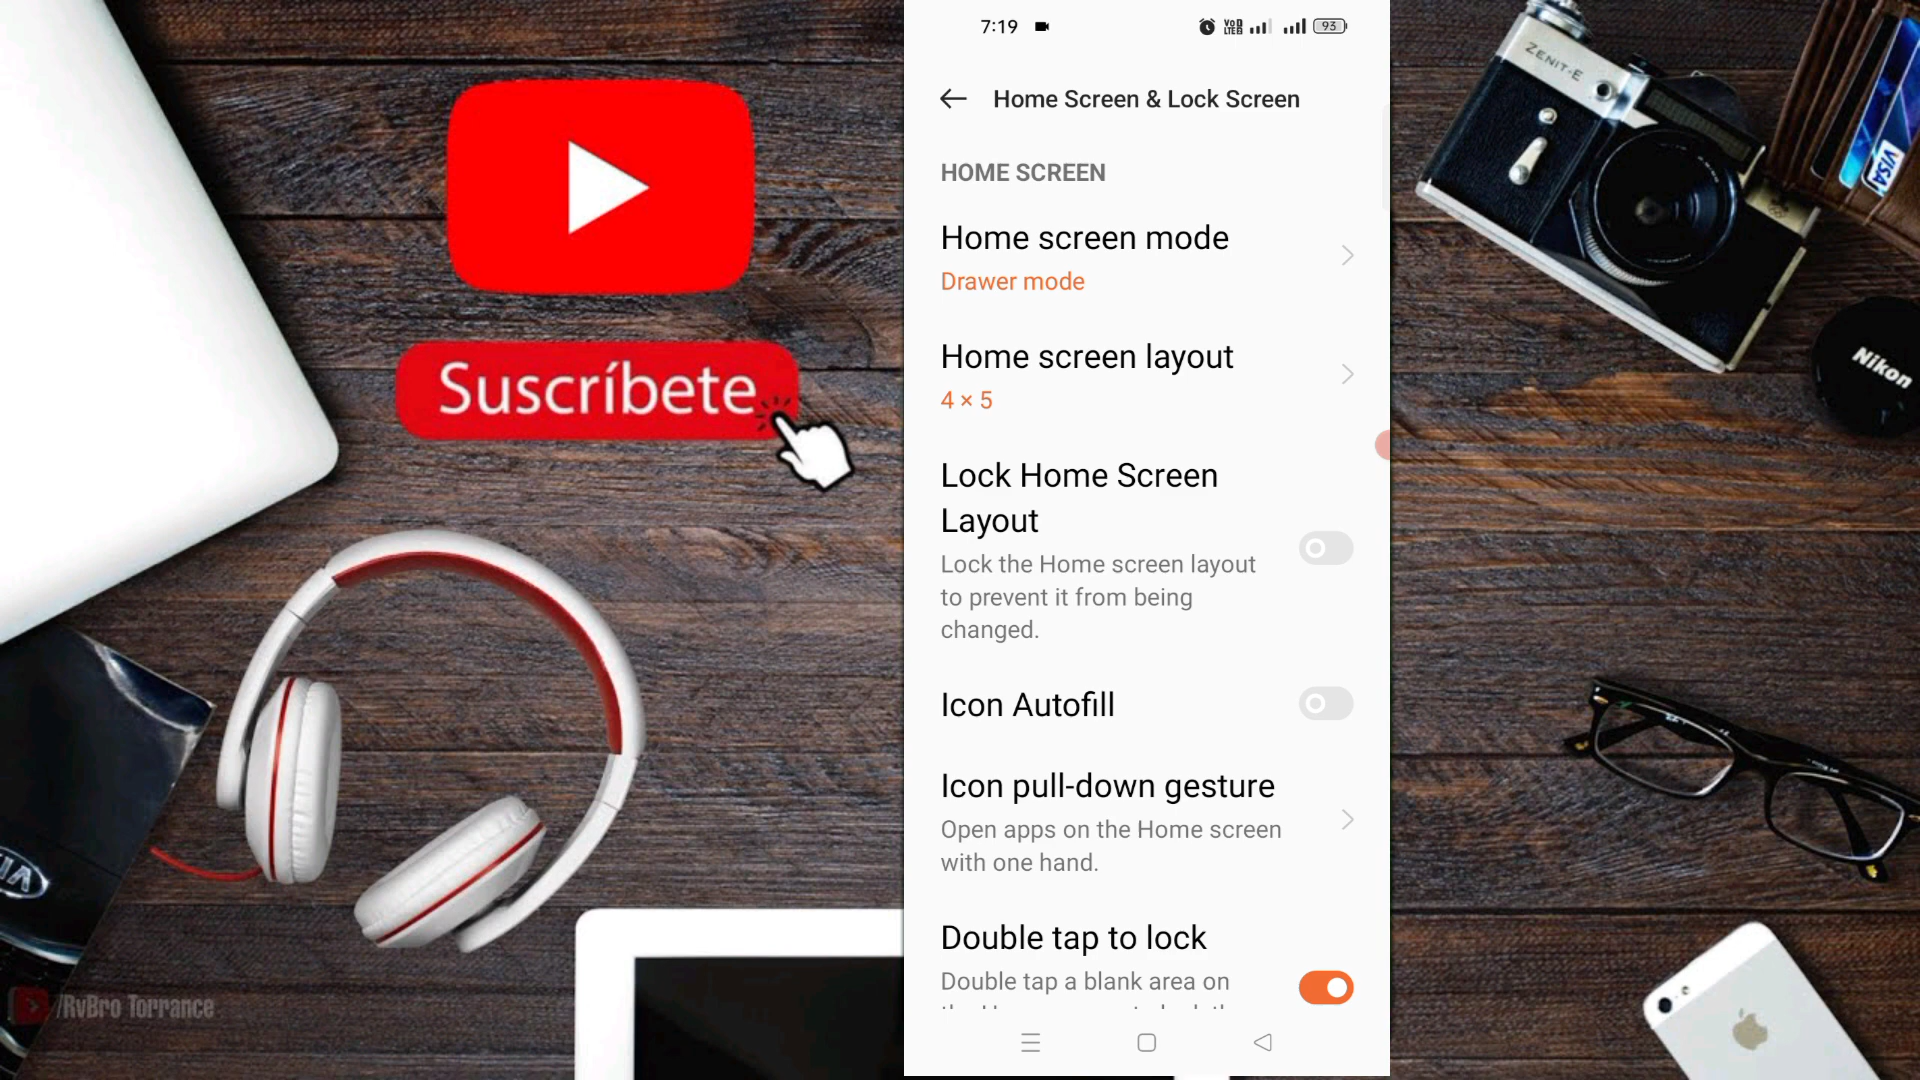 7:19
VoD LTE2
93
Home Screen & Lock Screen
HOME SCREEN
Home screen mode
Drawer mode
Home screen layout
4 × 5
Lock Home Screen
Layout
Lock the Home screen layout
to prevent it from being
changed.
Icon Autofill
Icon pull-down gesture
Open apps on the Home screen
with one hand.
Double tap to lock
Double tap a blank area on
Suscríbete
ZENIT-E
VISA
Nikon
/RvBro Torrance